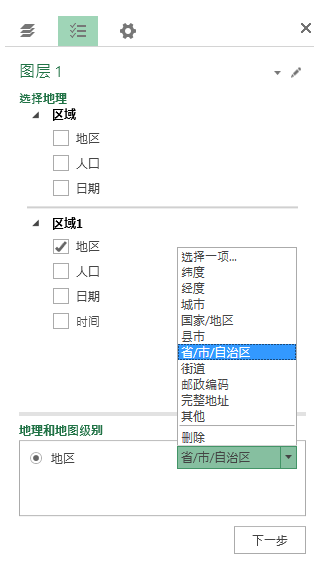 图层 1
选择地理
区域
地区
人口
日期
区域1
地区
人口
日期
时间
选择一项...
纬度
经度
城市
国家/地区
县市
省/市/自治区
街道
邮政编码
完整地址
其他
删除
地理和地图级别
地区
省/市/自治区
下一步